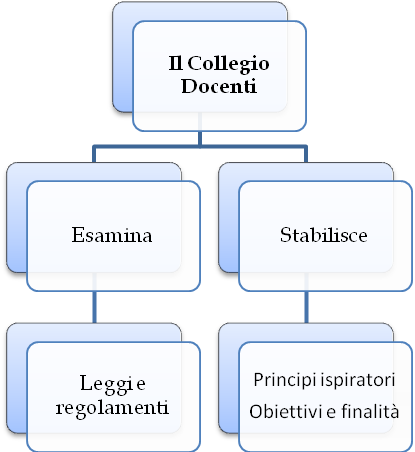 Il Collegio
Docenti
Esamina
Stabilisce
Leggi e
regolamenti
Principi ispiratori
Obiettivi e finalità